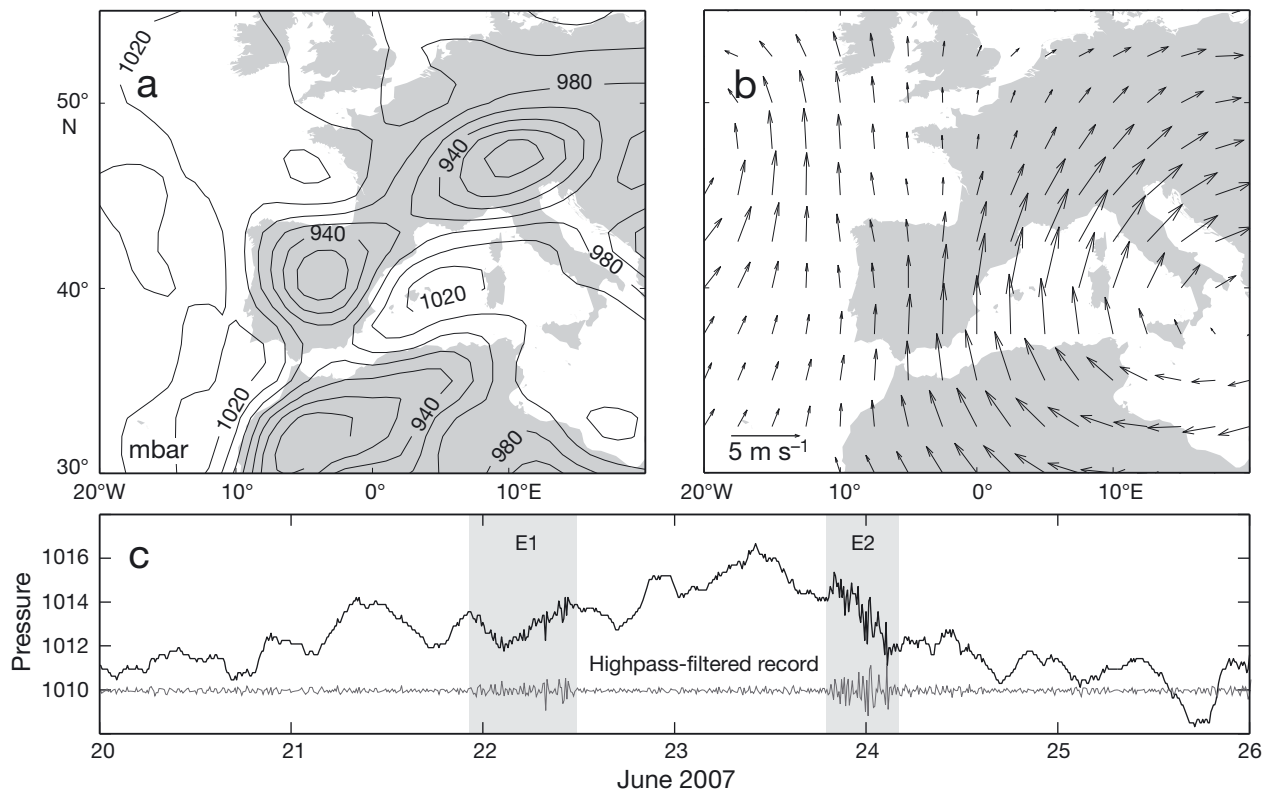 a
1020
980
50°
N
940
940
980
40°
1020
1020
940
mbar
980
30°
20°W
10°
0°
10°E
b
5 m s–1
20°W
10°
0°
10°E
c
E1
E2
1016
1014
1012
1010
Pressure
Highpass-filtered record
20
21
22
23
24
25
26
June 2007